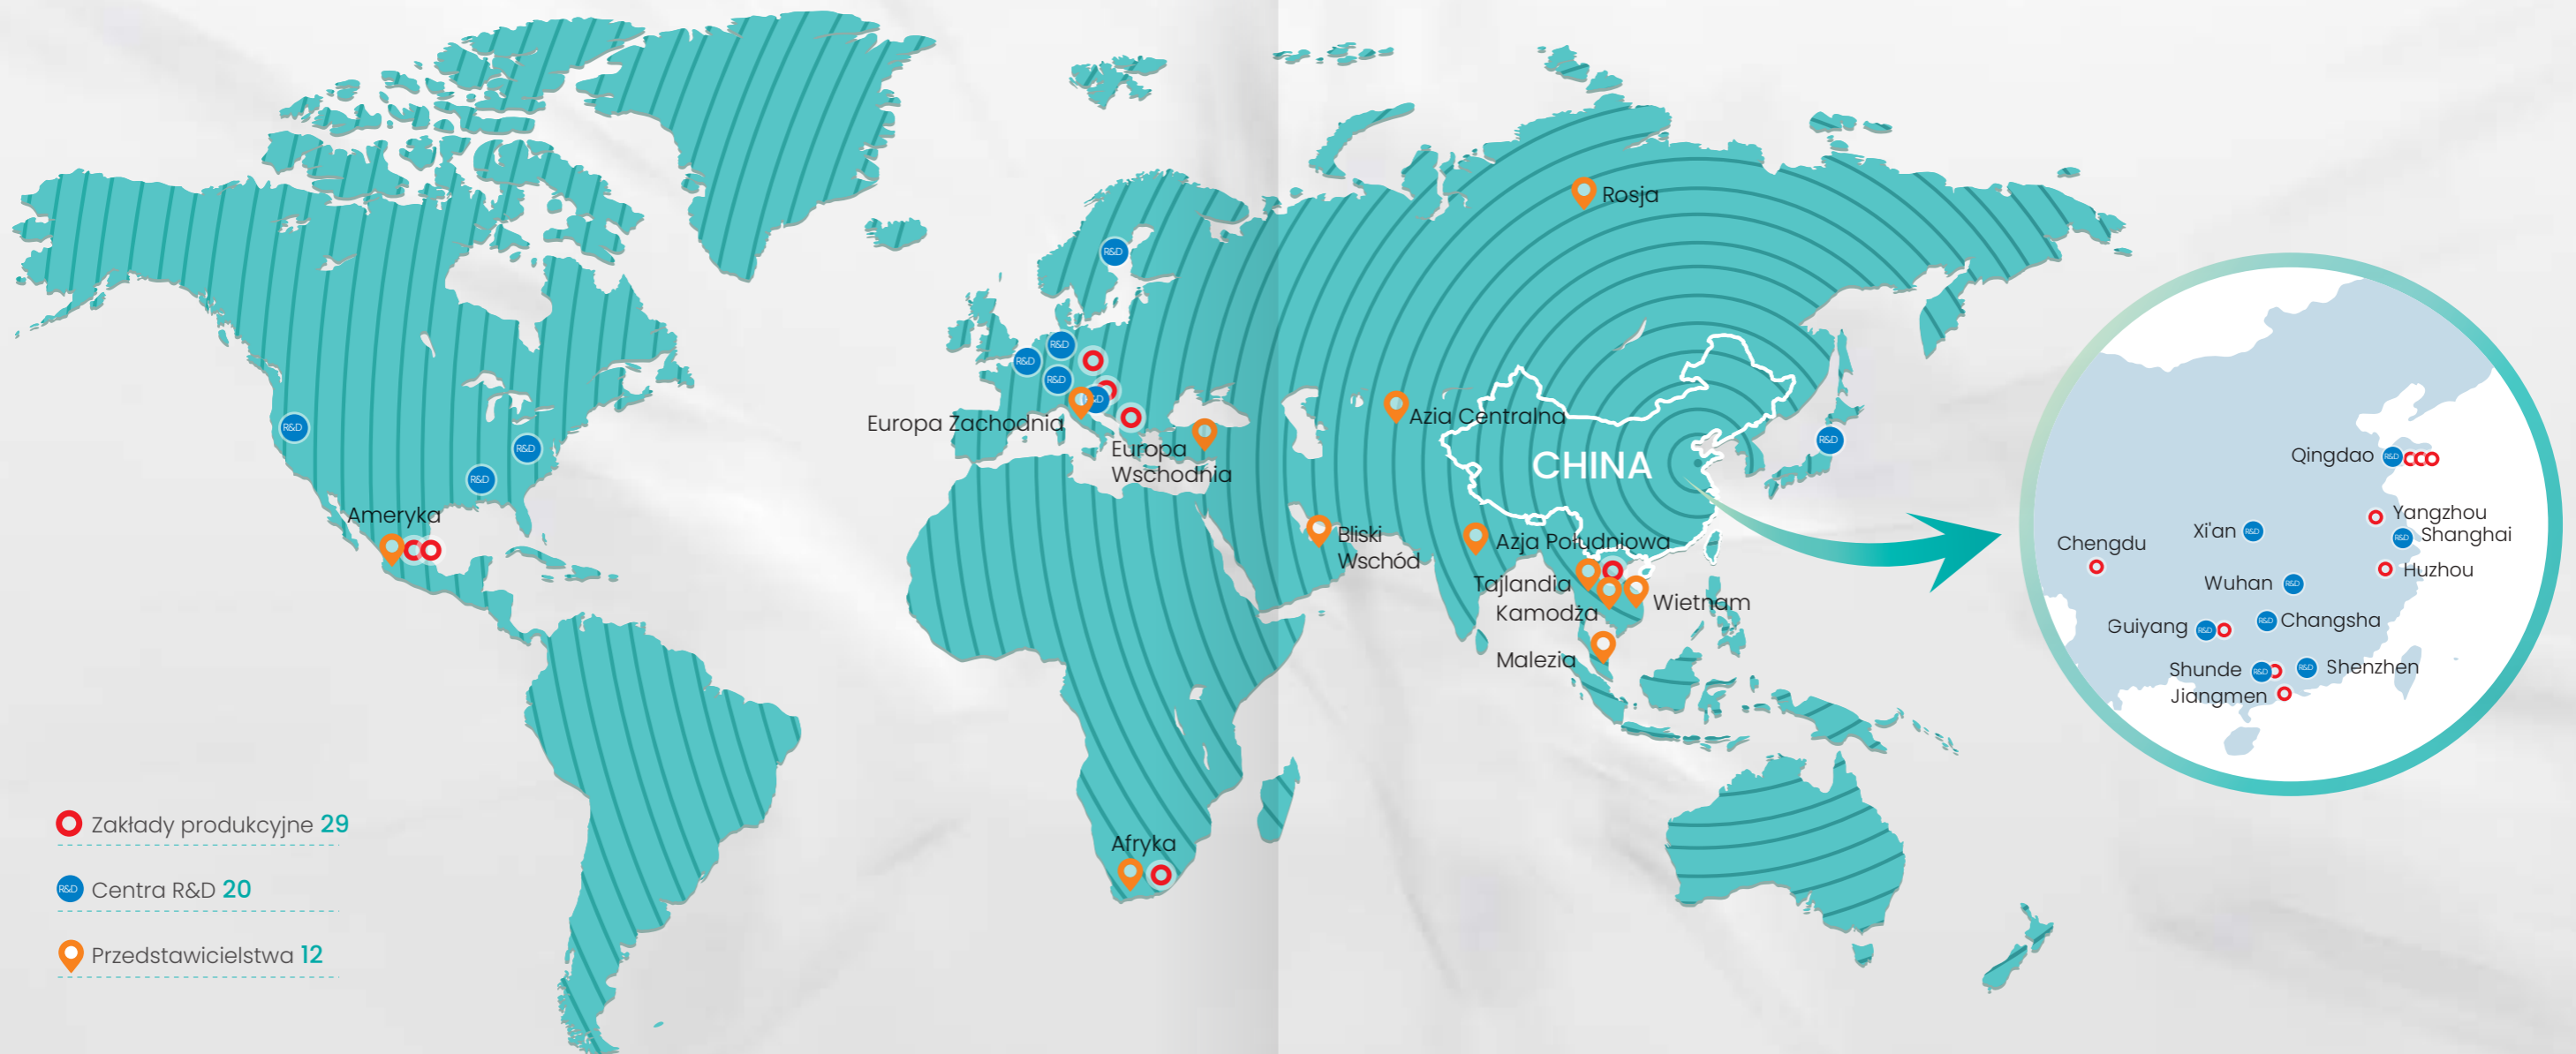 Rosja
R&D
R&D
R&D
R&D
R&D
Europa Zachodnia
Europa
Wschodnia
Azia Centralna
CHINA
R&D
R&D
R&D
R&D
Ameryka
Bliski
Wschód
Azja Południowa
Tajlandia
Kamodża
Wietnam
Malezia
Afryka
Qingdao R&D
Yangzhou
Xi'an R&D
R&D Shanghai
Chengdu
Huzhou
Wuhan R&D
R&D Changsha
Guiyang R&D
Shunde R&D
R&D Shenzhen
Jiangmen
Zakłady produkcyjne 29
R&D Centra R&D 20
Przedstawicielstwa 12